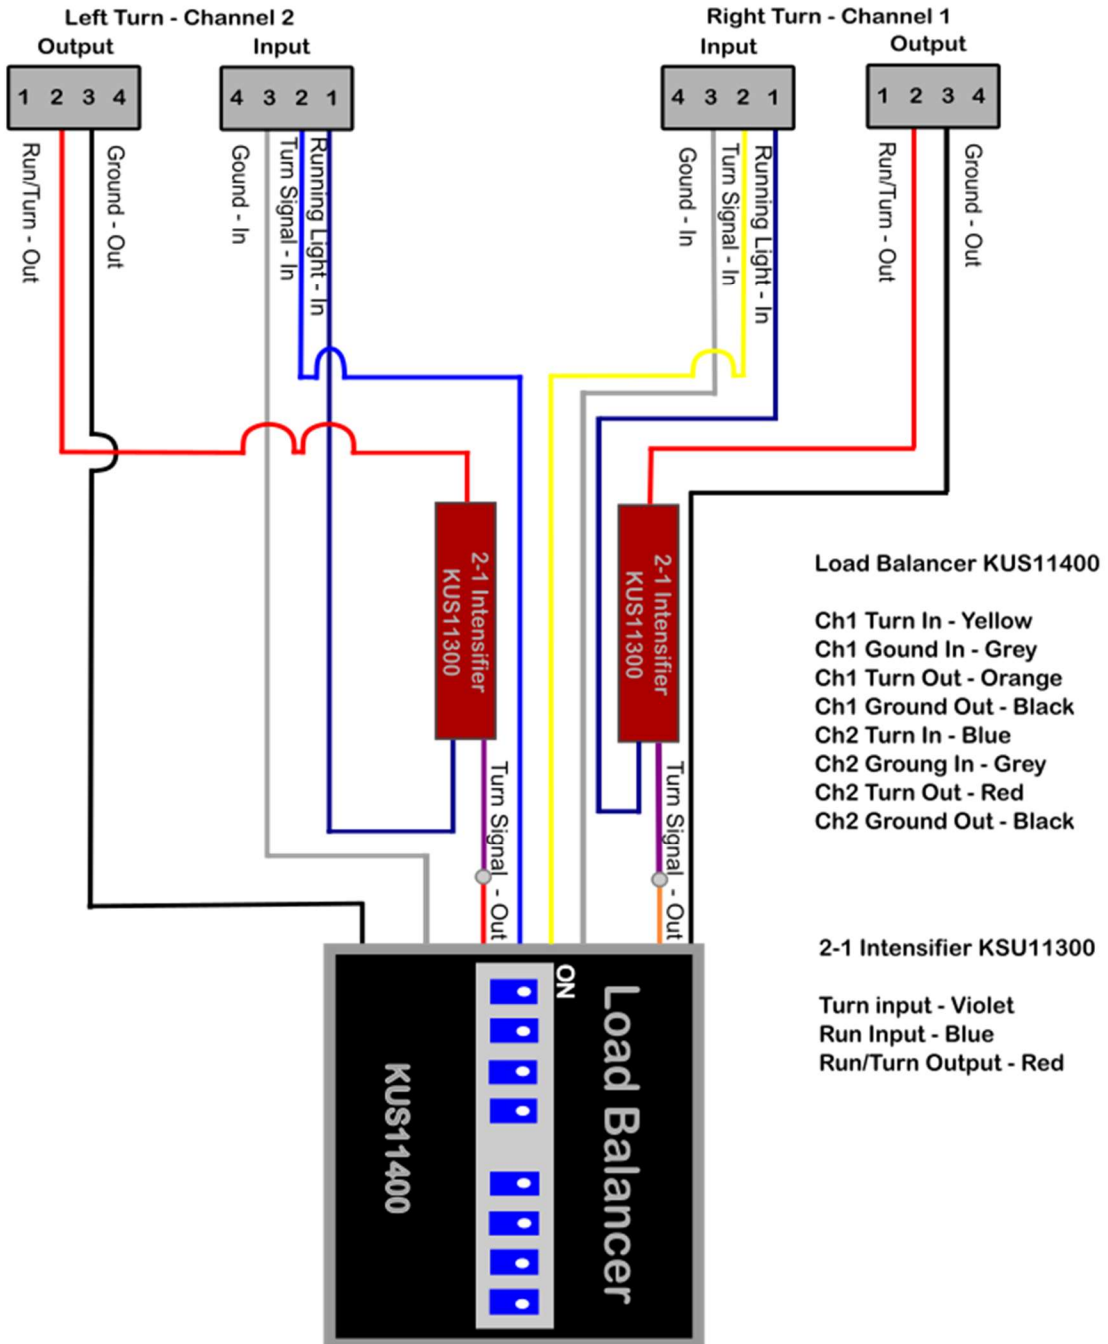 Left Turn - Channel 2
Right Turn - Channel 1
Output
Input
Input
Output
1 2 3 4
4 3 2 1
4 3 2 1
1 2 3 4
Run/Turn - Out
Ground - Out
Gound - In
Turn Signal - In
Running Light - In
Gound - In
Turn Signal - In
Running Light - In
Run/Turn - Out
Ground - Out
2-1 Intensifier
KUS11300
2-1 Intensifier
KUS11300
Turn Signal - Out
Turn Signal - Out
Load Balancer KUS11400
Ch1 Turn In - Yellow
Ch1 Gound In - Grey
Ch1 Turn Out - Orange
Ch1 Ground Out - Black
Ch2 Turn In - Blue
Ch2 Groung In - Grey
Ch2 Turn Out - Red
Ch2 Ground Out - Black
2-1 Intensifier KSU11300
Turn input - Violet
Run Input - Blue
Run/Turn Output - Red
ON
Load Balancer
KUS11400